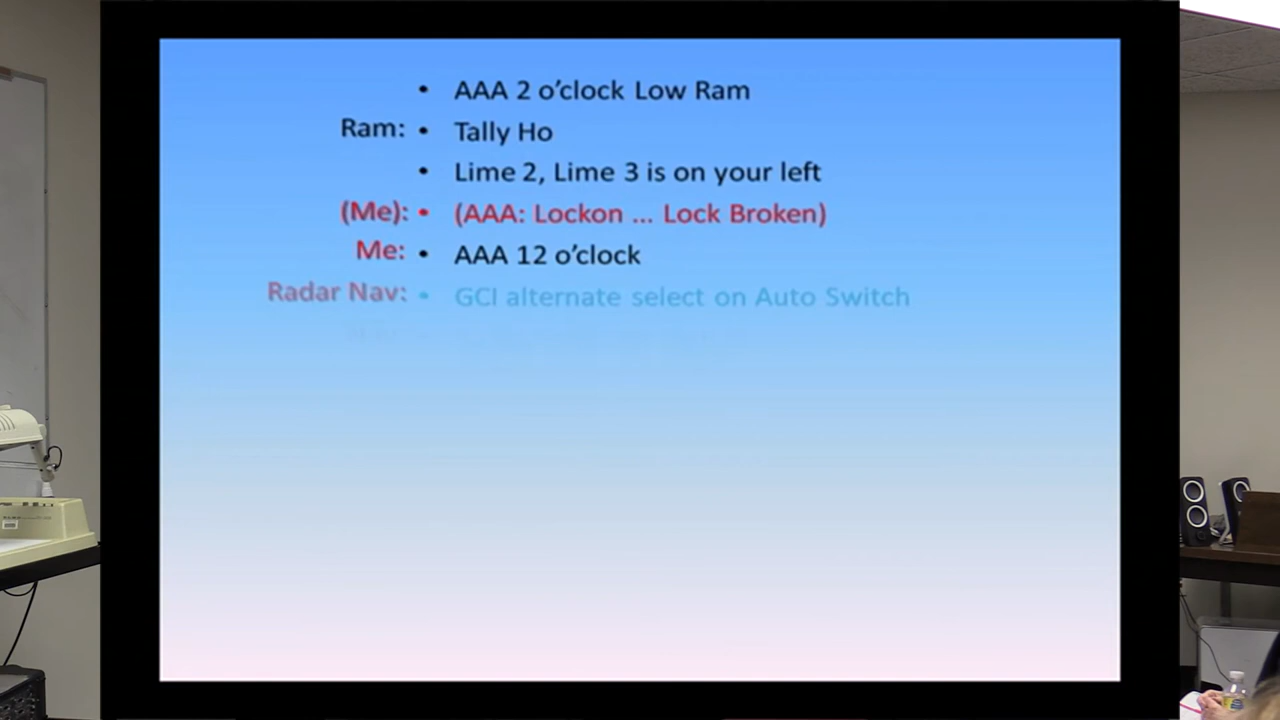 • AAA 2 o’clock Low Ram
Ram: • Tally Ho
• Lime 2, Lime 3 is on your left
(Me): • (AAA: Lockon ... Lock Broken)
Me: • AAA 12 o’clock
Radar Nav: • GCI alternate select on Auto Switch